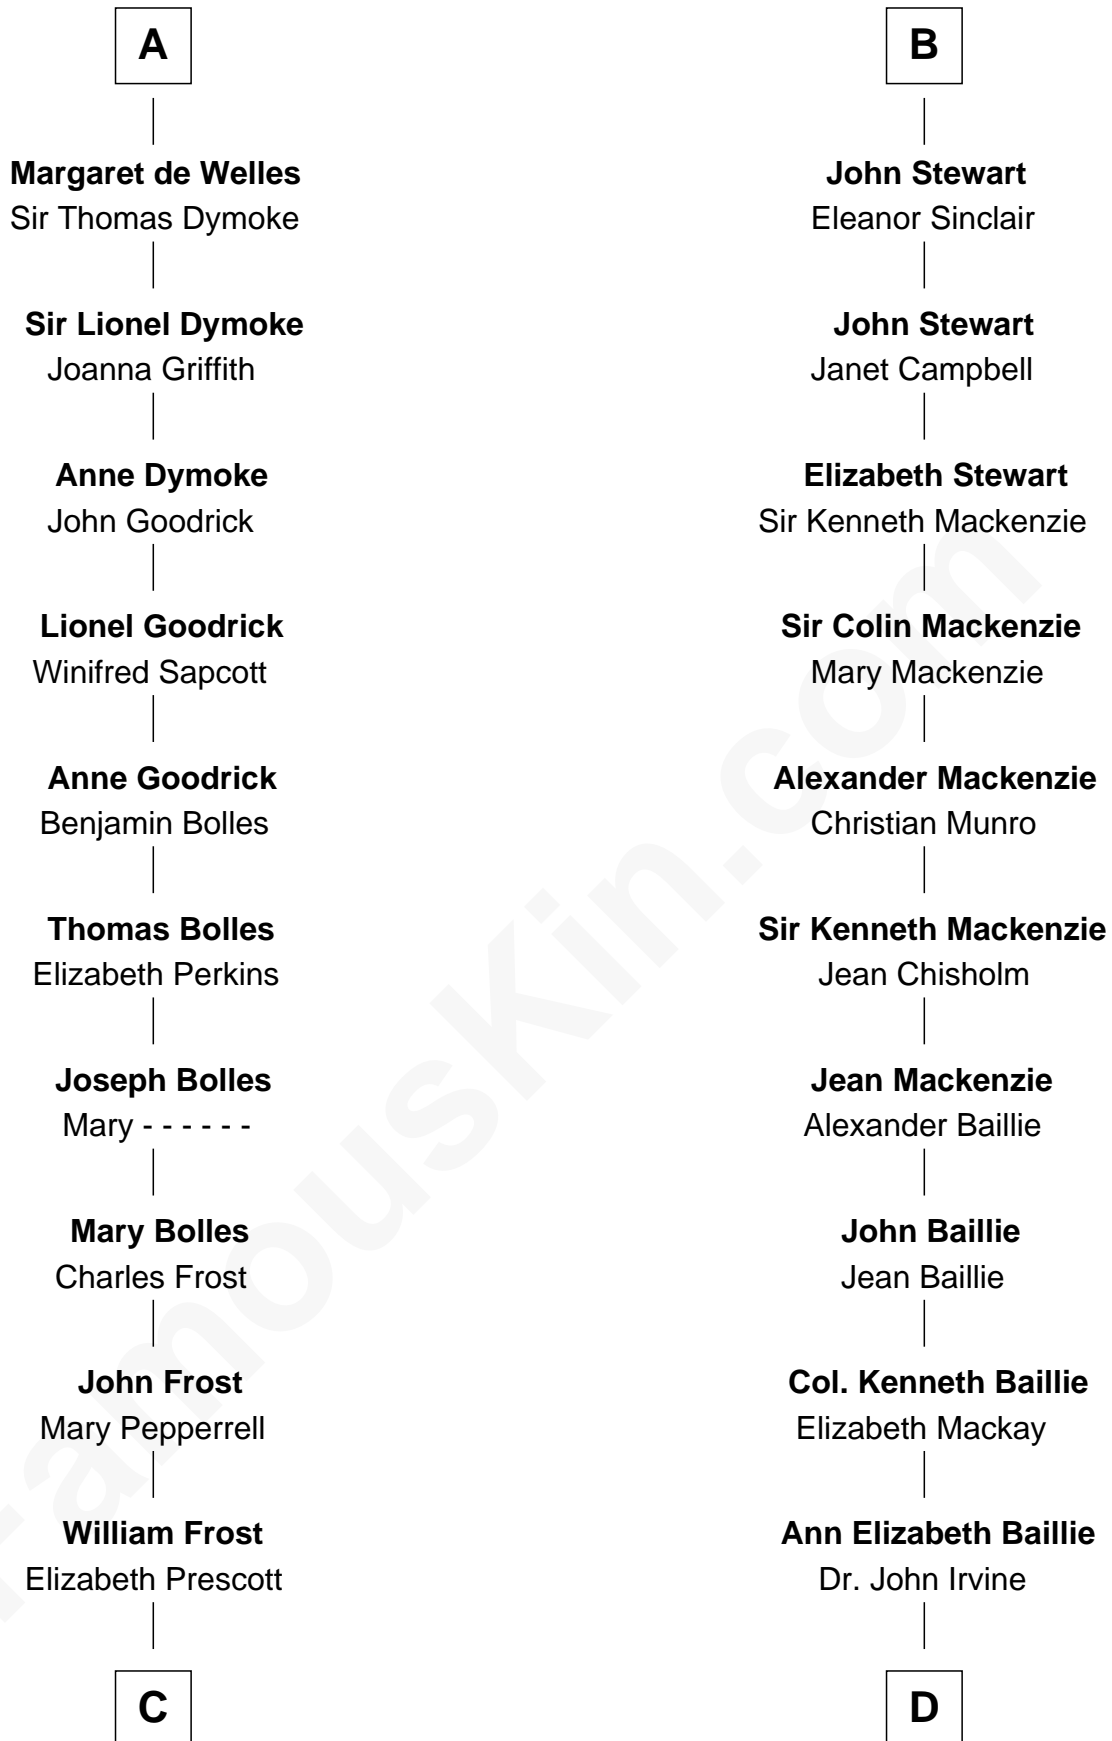 A
Margaret de Welles
Sir Thomas Dymoke
Sir Lionel Dymoke
Joanna Griffith
Anne Dymoke
John Goodrick
Lionel Goodrick
Winifred Sapcott
Anne Goodrick
Benjamin Bolles
Thomas Bolles
Elizabeth Perkins
Joseph Bolles
Mary - - - - - -
Mary Bolles
Charles Frost
John Frost
Mary Pepperrell
William Frost
Elizabeth Prescott
C
B
John Stewart
Eleanor Sinclair
John Stewart
Janet Campbell
Elizabeth Stewart
Sir Kenneth Mackenzie
Sir Colin Mackenzie
Mary Mackenzie
Alexander Mackenzie
Christian Munro
Sir Kenneth Mackenzie
Jean Chisholm
Jean Mackenzie
Alexander Baillie
John Baillie
Jean Baillie
Col. Kenneth Baillie
Elizabeth Mackay
Ann Elizabeth Baillie
Dr. John Irvine
D
FamousKin.com